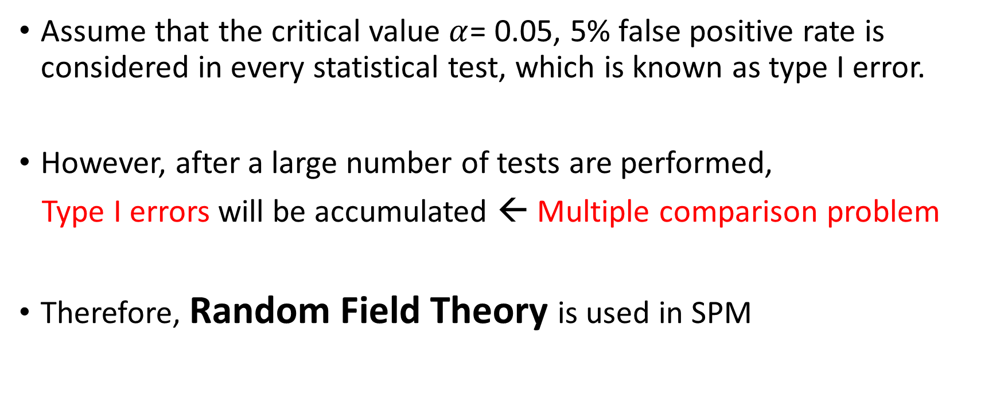 • Assume that the critical value 𝛼= 0.05, 5% false positive rate is
considered in every statistical test, which is known as type I error.
• However, after a large number of tests are performed,
Type I errors will be accumulated ← Multiple comparison problem
• Therefore, Random Field Theory is used in SPM